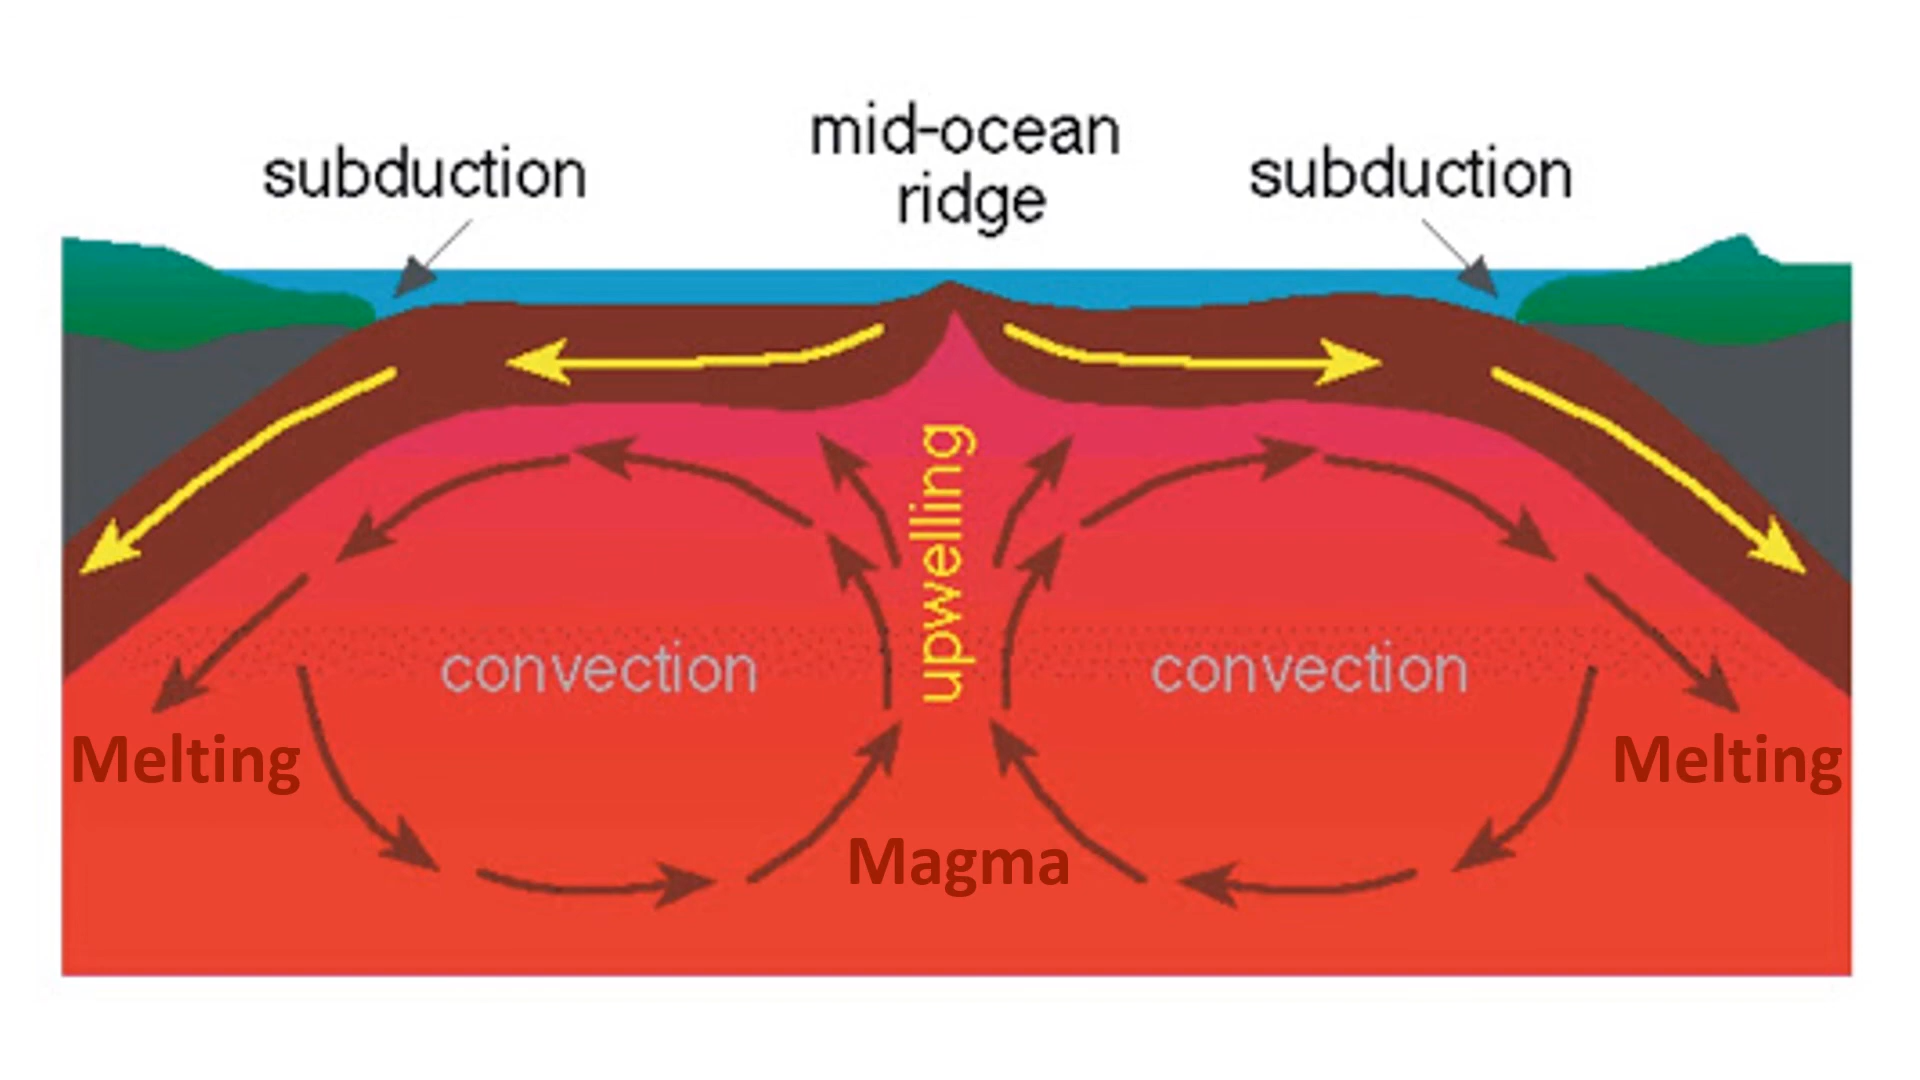 mid-ocean
ridge
subduction
subduction
upwelling
convection
convection
Melting
Melting
Magma